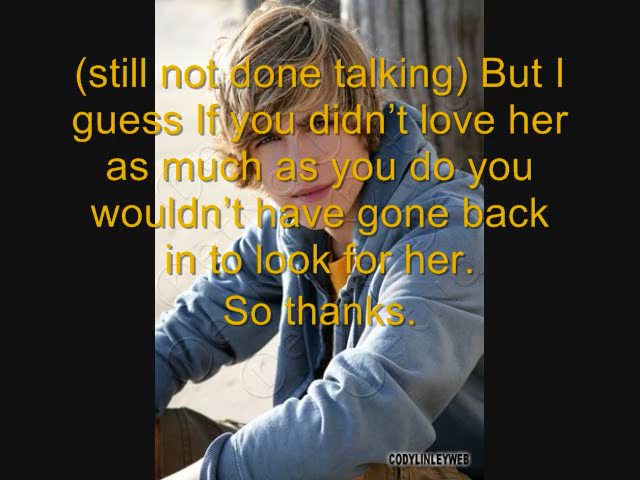 (still not done talking) But I
guess If you didn’t love her
as much as you do you
wouldn’t have gone back
in to look for her.
So thanks.
CODYLINLEYWEB